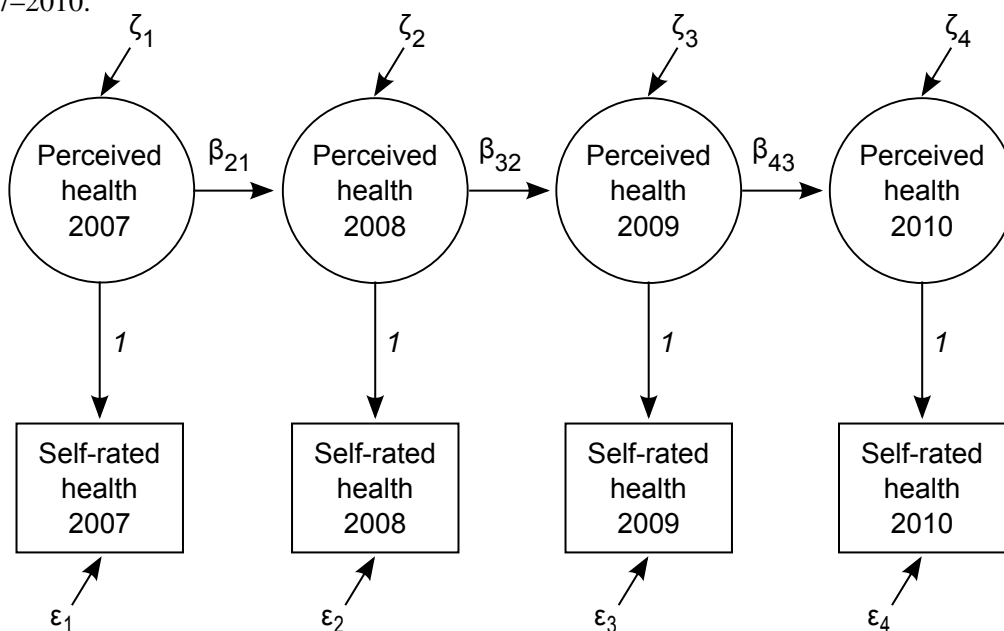 7–2010.
ζ1 ζ2 ζ3 ζ4
Perceived
health
2007
β21
Perceived
health
2008
β32
Perceived
health
2009
β43
Perceived
health
2010
1 1 1 1
Self-rated
health
2007
Self-rated
health
2008
Self-rated
health
2009
Self-rated
health
2010
ε1 ε2 ε3 ε4